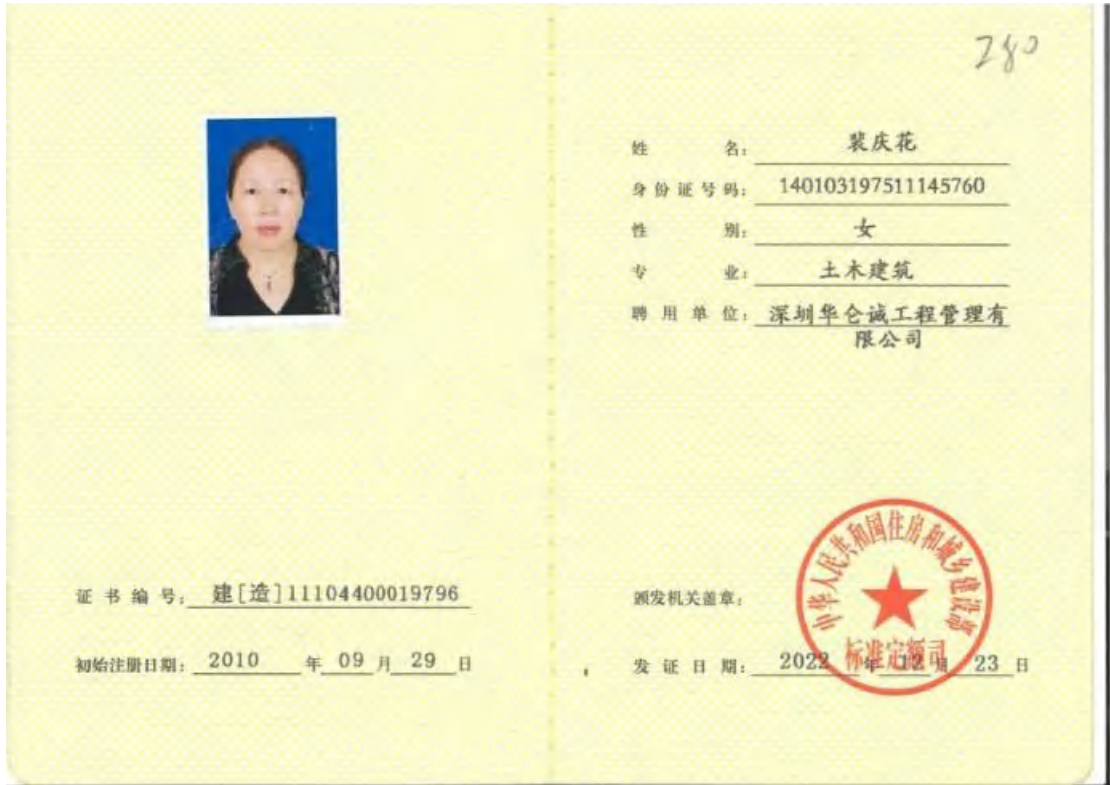 280
姓 名: 裴庆花
身份证号码: 140103197511145760
性 别: 女
专 业: 土木建筑
聘用单位: 深圳华仑诚工程管理有
限公司
证书编号: 建[造]11104400019796
初始注册日期: 2010 年 09 月 29 日
颁发机关盖章:
中华人民共和国住房和城乡建设部
标准定额司
发证日期: 2022 年 12 月 23 日